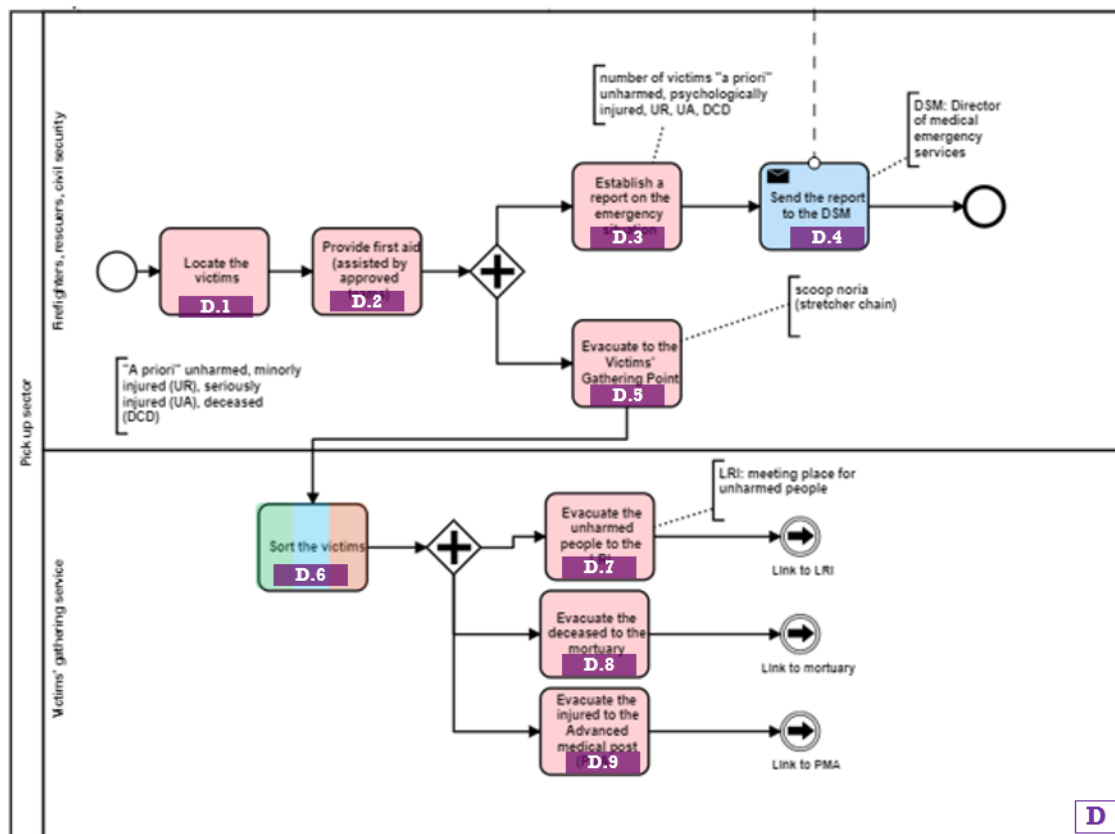 Pick up sector
Firefighters, rescuers, civil security
number of victims "a priori"
unharmed, psychologically
injured, UR, UA, DCD
DSM: Director
of medical
emergency
services
Locate the
victims
D.1
Provide first aid
(assisted by
approved
D.2
Establish a
report on the
emergency
D.3
Send the report
to the DSM
D.4
scoop noria
(stretcher chain)
Evacuate to the
Victims'
Gathering Point
D.5
"A priori" unharmed, minorly
injured (UR), seriously
injured (UA), deceased
(DCD)
Victims' gathering service
LRI: meeting place for
unharmed people
Sort the victims
D.6
Evacuate the
unharmed
people to the
D.7
Link to LRI
Evacuate the
deceased to the
mortuary
D.8
Link to mortuary
Evacuate the
injured to the
Advanced
medical post
D.9
Link to PMA
D